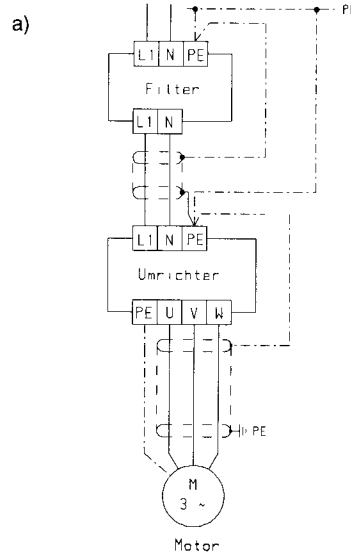 PE
a)
L1 N PE
Filter
L1 N
L1 N PE
Umrichter
PE U V W
PE
M
3 ~
Motor